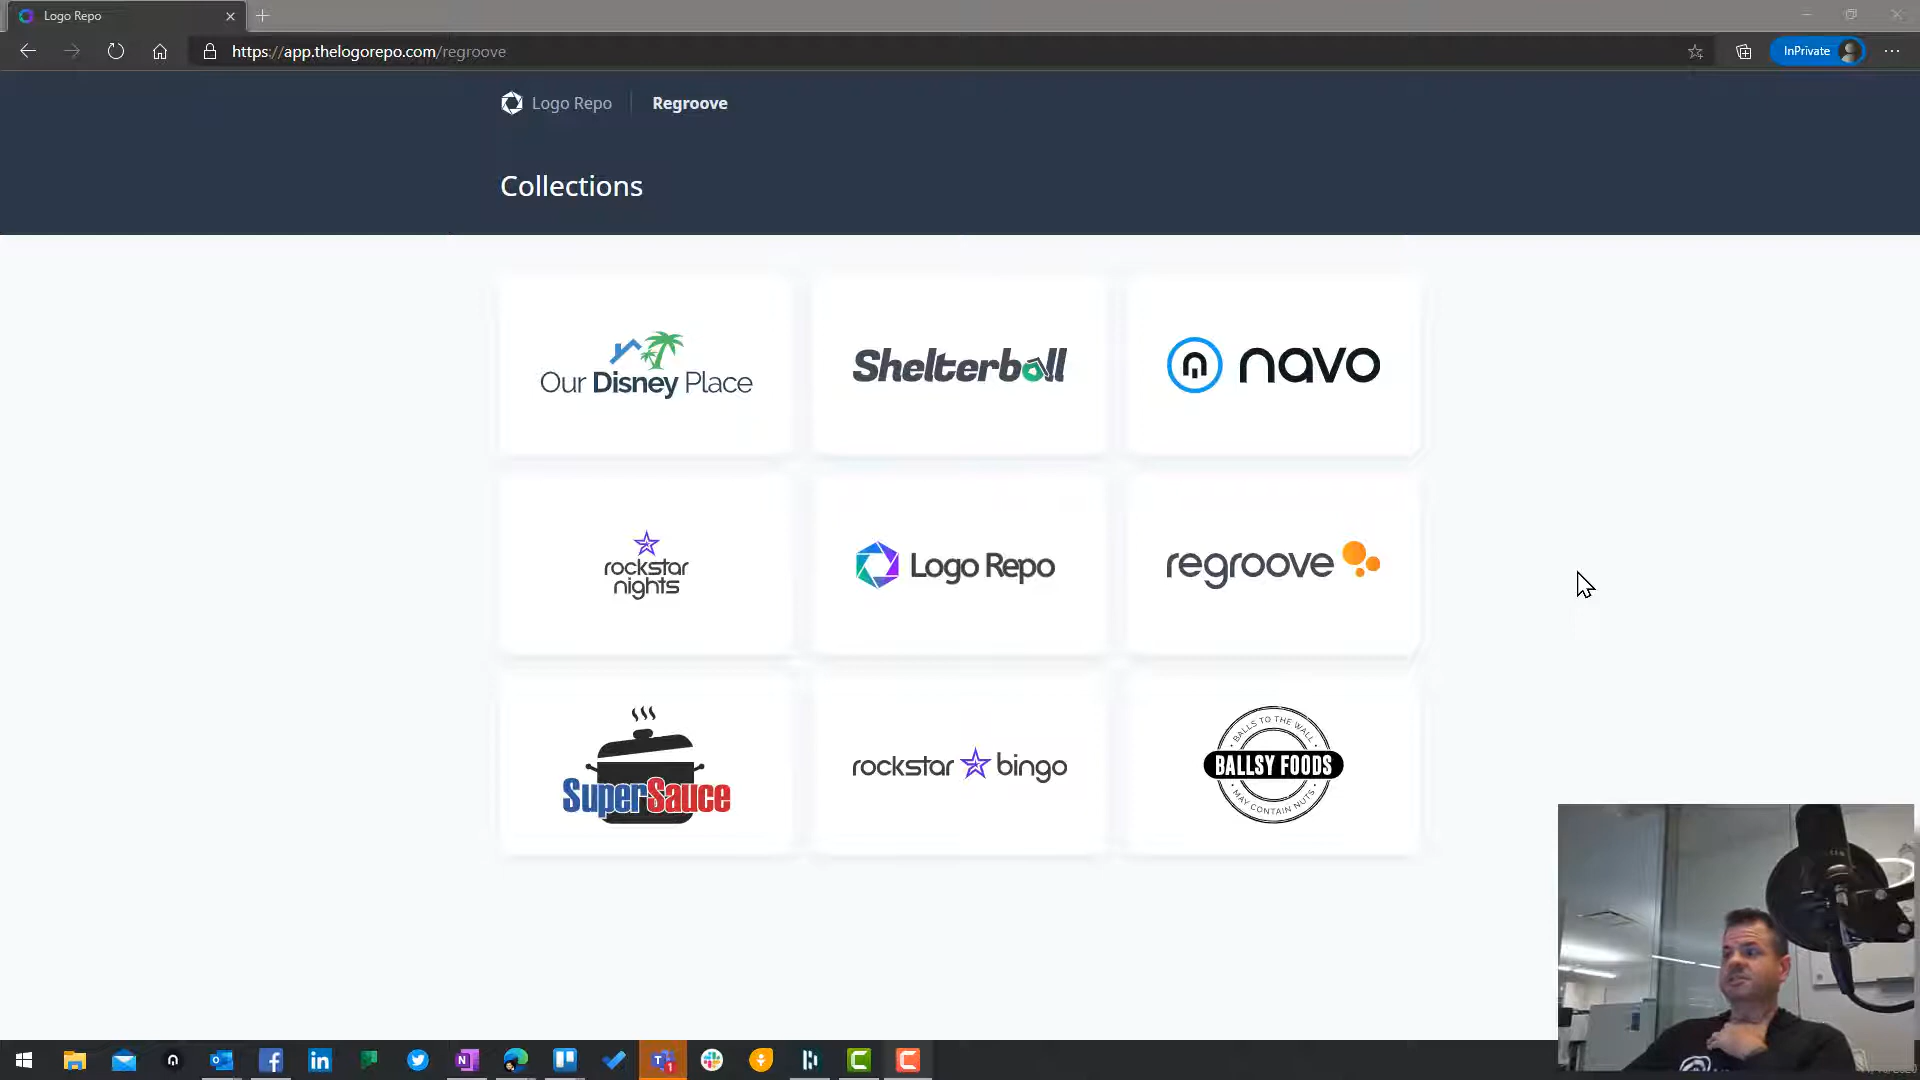 Logo Repo
https://app.thelogorepo.com/regroove
InPrivate
Logo Repo
Regroove
Collections
Our Disney Place
Shelterball
navo
rockstar
nights
Logo Repo
regroove
SuperSauce
rockstar bingo
BALLS TO THE WALL
BALLSY FOODS
MAY CONTAIN NUTS